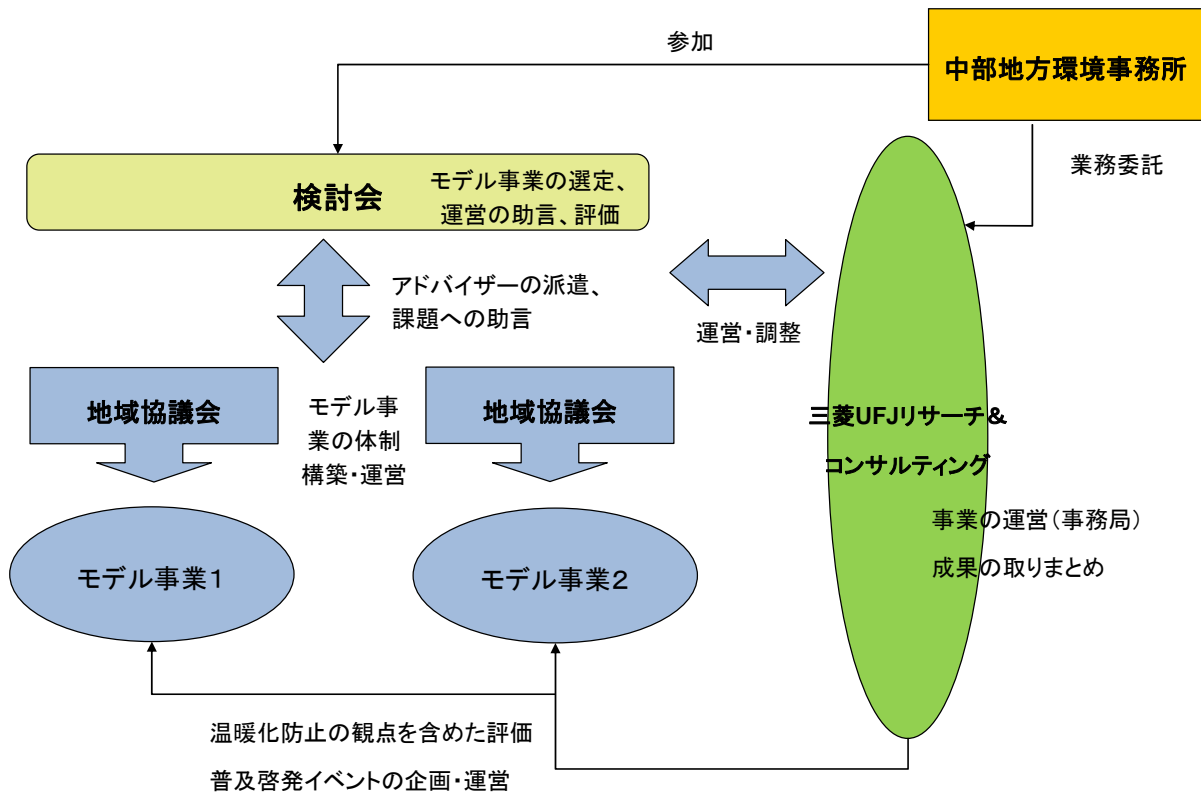 参加
中部地方環境事務所
業務委託
検討会
モデル事業の選定、
運営の助言、評価
アドバイザーの派遣、
課題への助言
運営・調整
地域協議会
モデル事
業の体制
構築・運営
地域協議会
三菱UFJリサーチ&
コンサルティング
事業の運営(事務局)
成果の取りまとめ
モデル事業1
モデル事業2
温暖化防止の観点を含めた評価
普及啓発イベントの企画・運営